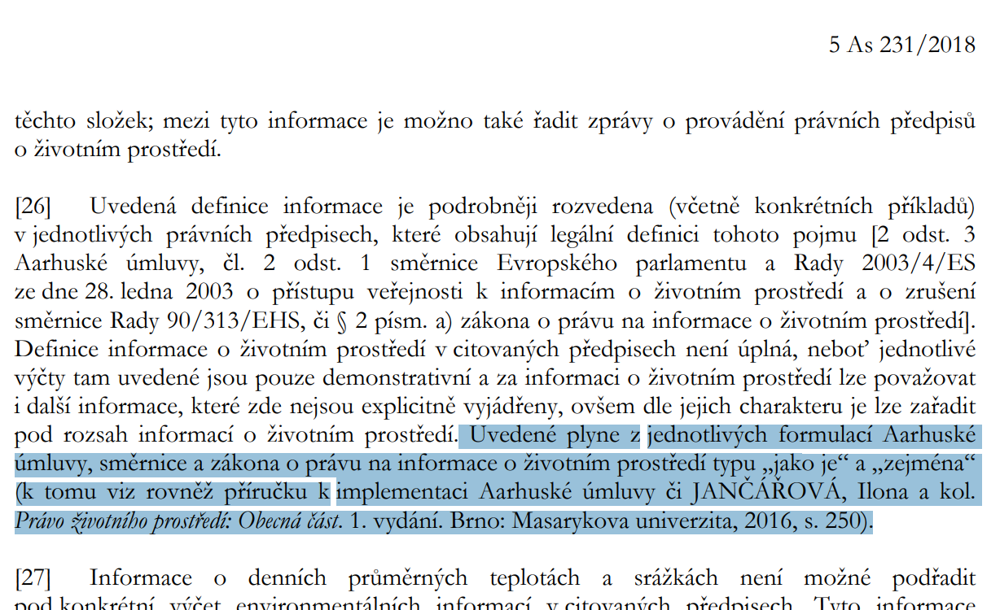 5 As 231/2018
těchto složek; mezi tyto informace je možno také řadit zprávy o provádění právních předpisů
o životním prostředí.
[26] Uvedená definice informace je podrobněji rozvedena (včetně konkrétních příkladů)
v jednotlivých právních předpisech, které obsahují legální definici tohoto pojmu [2 odst. 3
Aarhuské úmluvy, čl. 2 odst. 1 směrnice Evropského parlamentu a Rady 2003/4/ES
ze dne 28. ledna 2003 o přístupu veřejnosti k informacím o životním prostředí a o zrušení
směrnice Rady 90/313/EHS, či § 2 písm. a) zákona o právu na informace o životním prostředí].
Definice informace o životním prostředí v citovaných předpisech není úplná, neboť jednotlivé
výčty tam uvedené jsou pouze demonstrativní a za informaci o životním prostředí lze považovat
i další informace, které zde nejsou explicitně vyjádřeny, ovšem dle jejich charakteru je lze zařadit
pod rozsah informací o životním prostředí. Uvedené plyne z jednotlivých formulací Aarhuské
úmluvy, směrnice a zákona o právu na informace o životním prostředí typu „jako je“ a „zejména“
(k tomu viz rovněž příručku k implementaci Aarhuské úmluvy či JANČÁŘOVÁ, Ilona a kol.
Právo životního prostředí: Obecná část. 1. vydání. Brno: Masarykova univerzita, 2016, s. 250).
[27] Informace o denních průměrných teplotách a srážkách není možné podřadit
pod konkrétní výčet environmentálních informací v citovaných předpisech. Tyto informace